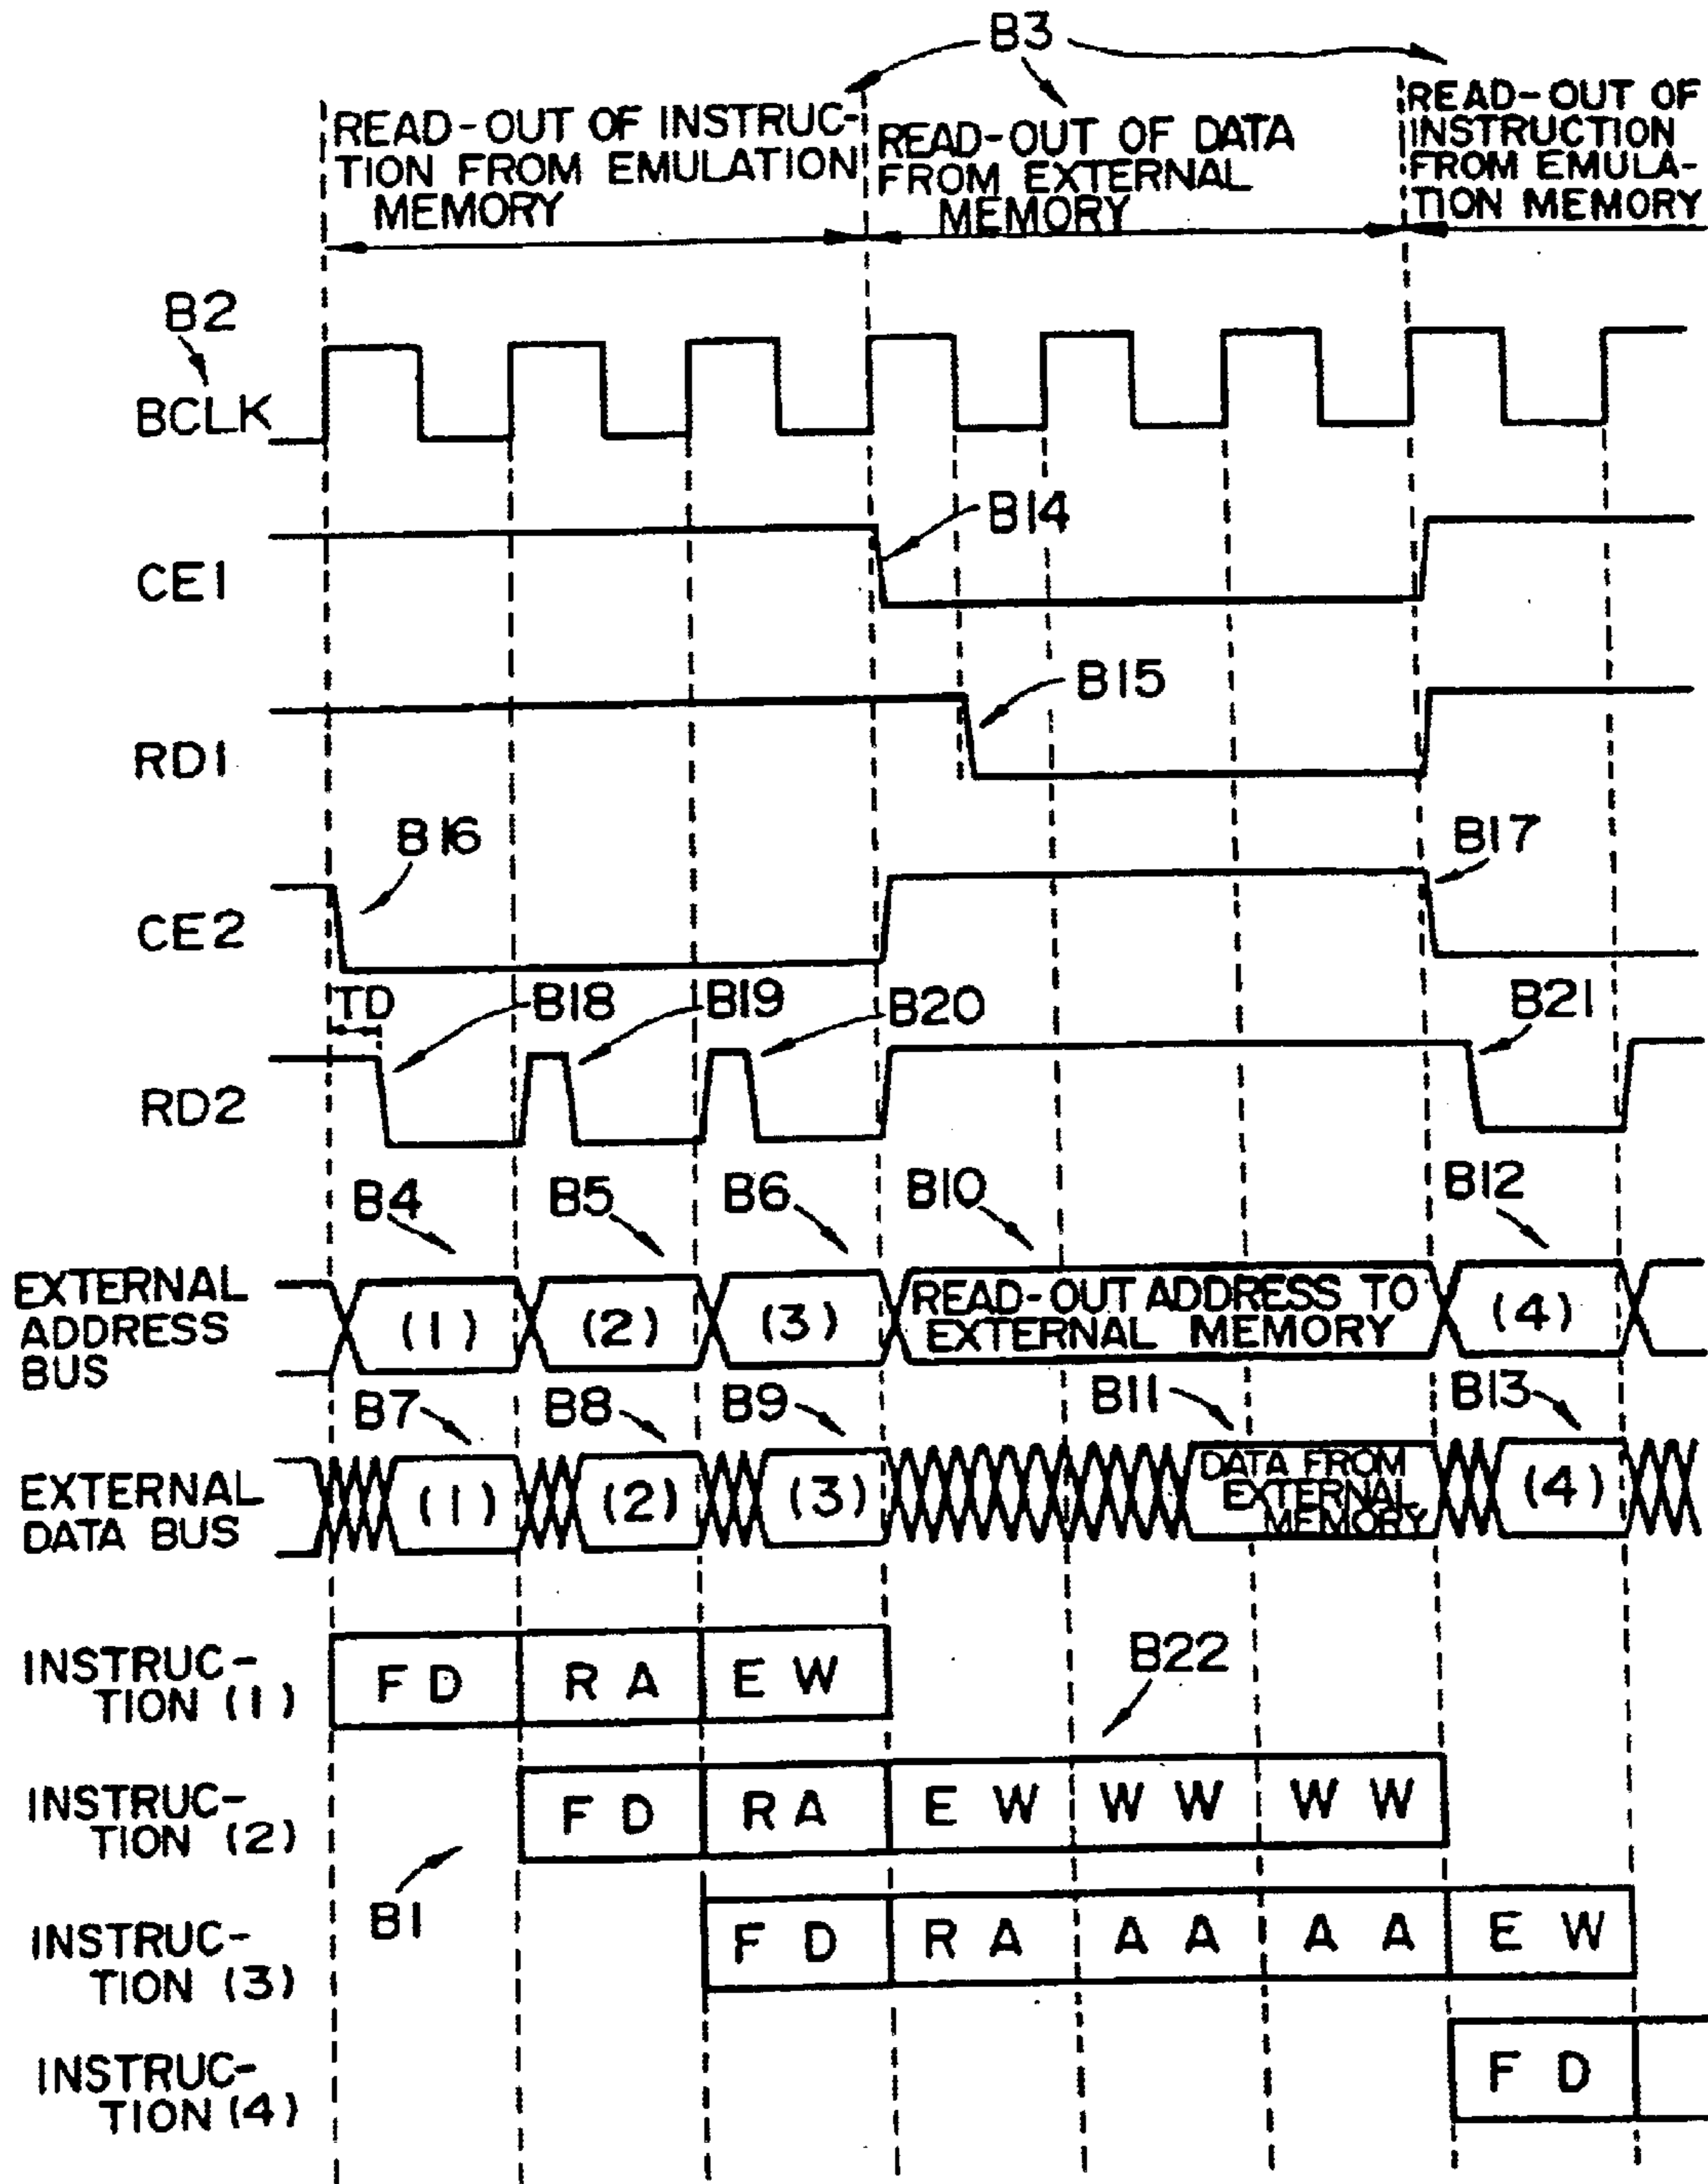 B3
READ-OUT OF INSTRUC-
TION FROM EMULATION
MEMORY
READ-OUT OF DATA
FROM EXTERNAL
MEMORY
READ-OUT OF
INSTRUCTION
FROM EMULA-
TION MEMORY
B2
BCLK
B14
CE1
B15
RD1
B16
B17
CE2
TD
B18
B19
B20
B21
RD2
B4
B5
B6
B10
B12
EXTERNAL
ADDRESS
BUS
(1)
(2)
(3)
READ-OUT ADDRESS TO
EXTERNAL MEMORY
(4)
B7
B8
B9
B11
B13
EXTERNAL
DATA BUS
(1)
(2)
(3)
DATA FROM
EXTERNAL
MEMORY
(4)
INSTRUC-
TION (1)
F D
R A
E W
B22
INSTRUC-
TION (2)
F D
R A
E W
W W
W W
B1
INSTRUC-
TION (3)
F D
R A
A A
A A
E W
INSTRUC-
TION (4)
F D